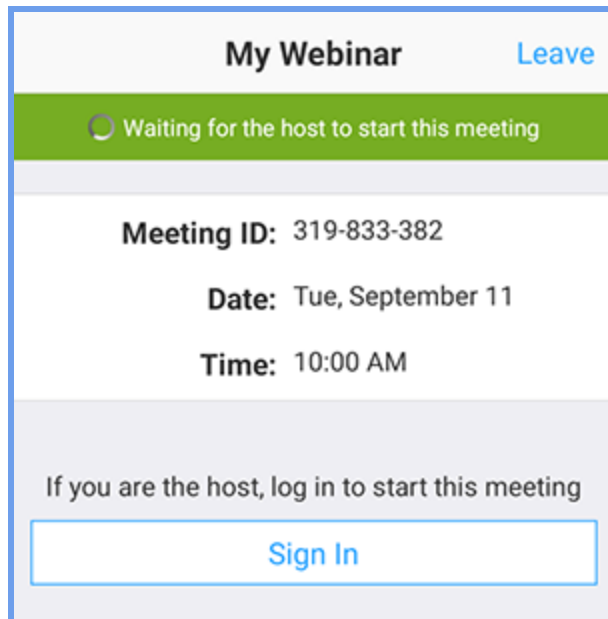 My Webinar Leave
Waiting for the host to start this meeting
Meeting ID: 319-833-382
Date: Tue, September 11
Time: 10:00 AM
If you are the host, log in to start this meeting
Sign In